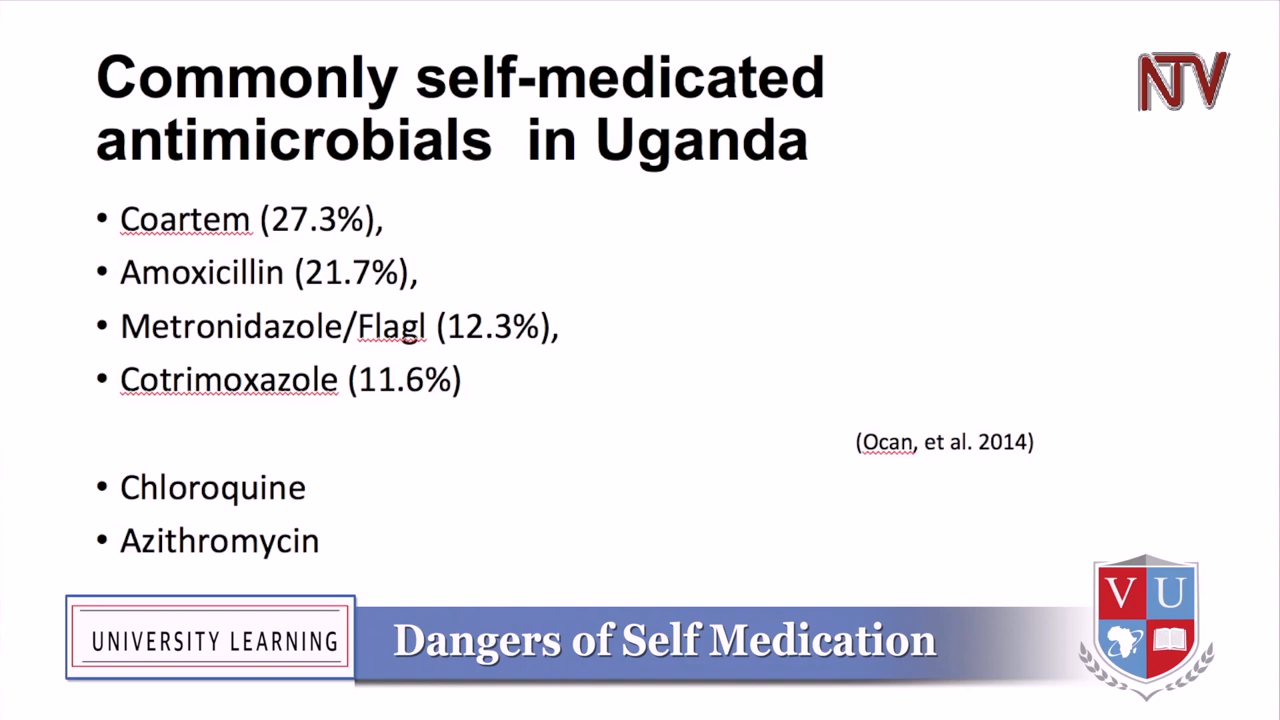 Commonly self-medicated
antimicrobials in Uganda
NTV
• Coartem (27.3%),
• Amoxicillin (21.7%),
• Metronidazole/Flagl (12.3%),
• Cotrimoxazole (11.6%)
(Ocan, et al. 2014)
• Chloroquine
• Azithromycin
UNIVERSITY LEARNING
Dangers of Self Medication
V U